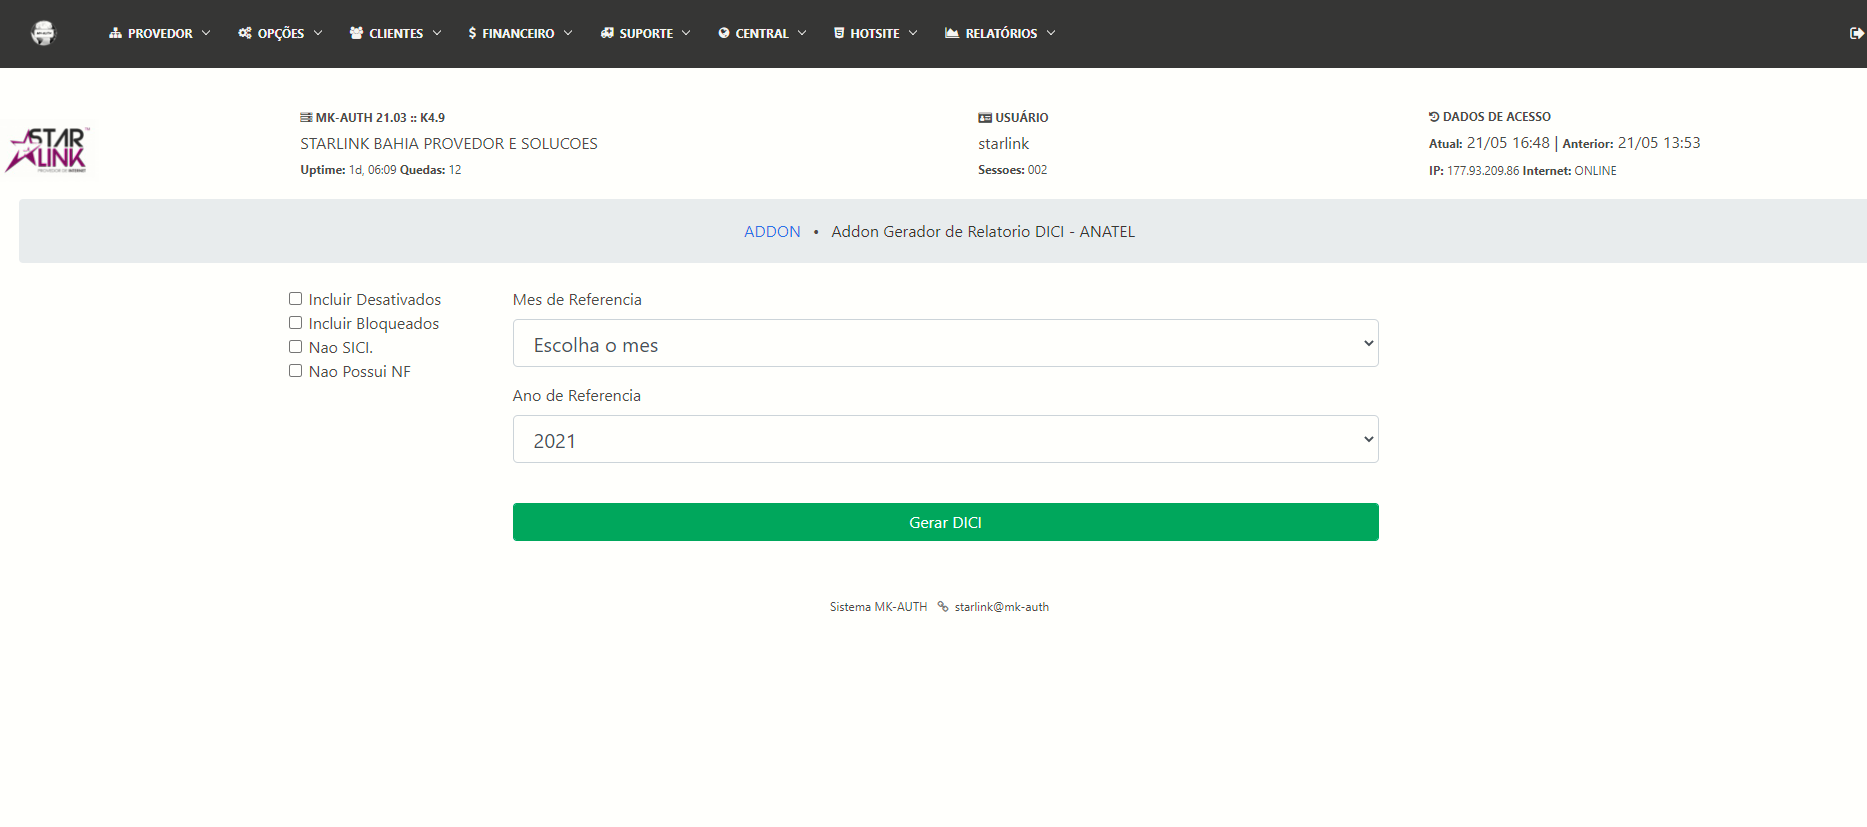 PROVEDOR OPÇÕES CLIENTES $ FINANCEIRO SUPORTE CENTRAL HOTSITE RELATÓRIOS
STAR
LINK
PROVEDOR DE INTERNET
MK-AUTH 21.03 :: K4.9
STARLINK BAHIA PROVEDOR E SOLUCOES
Uptime: 1d, 06:09 Quedas: 12
USUÁRIO
starlink
Sessoes: 002
DADOS DE ACESSO
Atual: 21/05 16:48 | Anterior: 21/05 13:53
IP: 177.93.209.86 Internet: ONLINE
ADDON • Addon Gerador de Relatorio DICI - ANATEL
Incluir Desativados
Incluir Bloqueados
Nao SICI.
Nao Possui NF
Mes de Referencia
Escolha o mes
Ano de Referencia
2021
Gerar DICI
Sistema MK-AUTH starlink@mk-auth